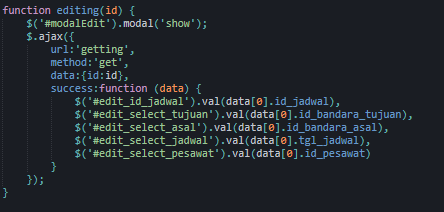 function editing(id) {
$('#modalEdit').modal('show');
$.ajax({
url:'getting',
method:'get',
data:{id:id},
success:function (data) {
$('#edit_id_jadwal').val(data[0].id_jadwal),
$('#edit_select_tujuan').val(data[0].id_bandara_tujuan),
$('#edit_select_asal').val(data[0].id_bandara_asal),
$('#edit_select_jadwal').val(data[0].tgl_jadwal),
$('#edit_select_pesawat').val(data[0].id_pesawat)
}
});
}